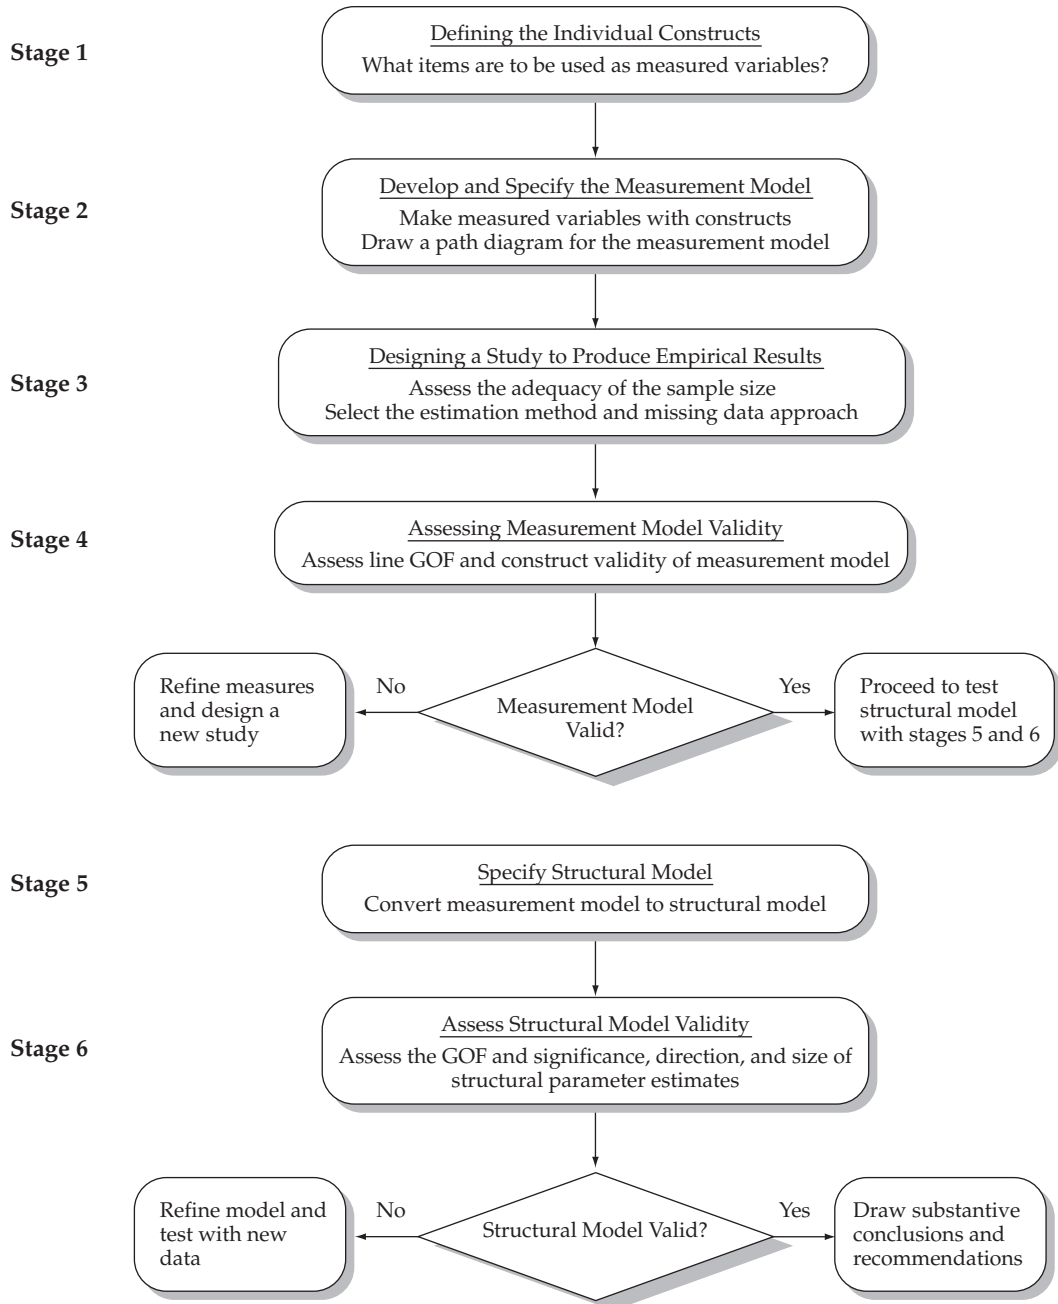 Stage 1
Defining the Individual Constructs
What items are to be used as measured variables?
Stage 2
Develop and Specify the Measurement Model
Make measured variables with constructs
Draw a path diagram for the measurement model
Stage 3
Designing a Study to Produce Empirical Results
Assess the adequacy of the sample size
Select the estimation method and missing data approach
Stage 4
Assessing Measurement Model Validity
Assess line GOF and construct validity of measurement model
Refine measures
and design a
new study
No
Measurement Model
Valid?
Yes
Proceed to test
structural model
with stages 5 and 6
Stage 5
Specify Structural Model
Convert measurement model to structural model
Stage 6
Assess Structural Model Validity
Assess the GOF and significance, direction, and size of
structural parameter estimates
Refine model and
test with new
data
No
Structural Model Valid?
Yes
Draw substantive
conclusions and
recommendations